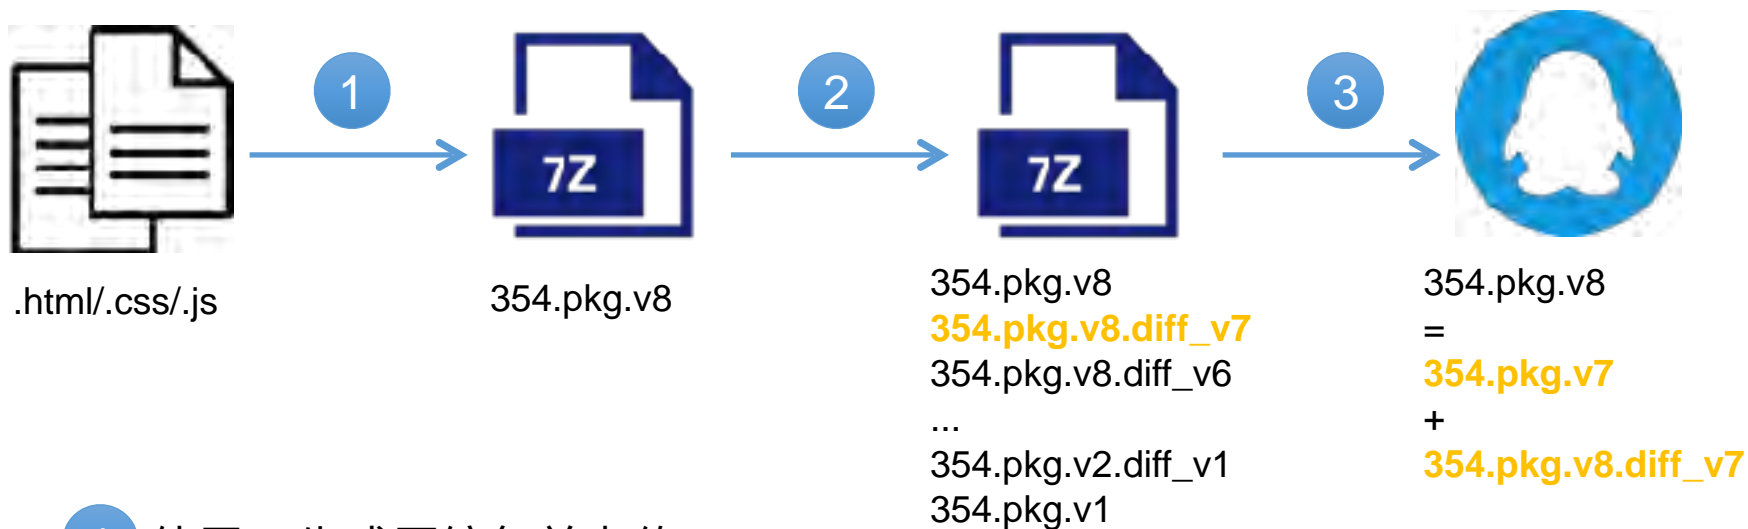 1
2
3
7Z
7Z
.html/.css/.js
354.pkg.v8
354.pkg.v8
354.pkg.v8.diff_v7
354.pkg.v8.diff_v6
...
354.pkg.v2.diff_v1
354.pkg.v1
354.pkg.v8
=
354.pkg.v7
+
354.pkg.v8.diff_v7